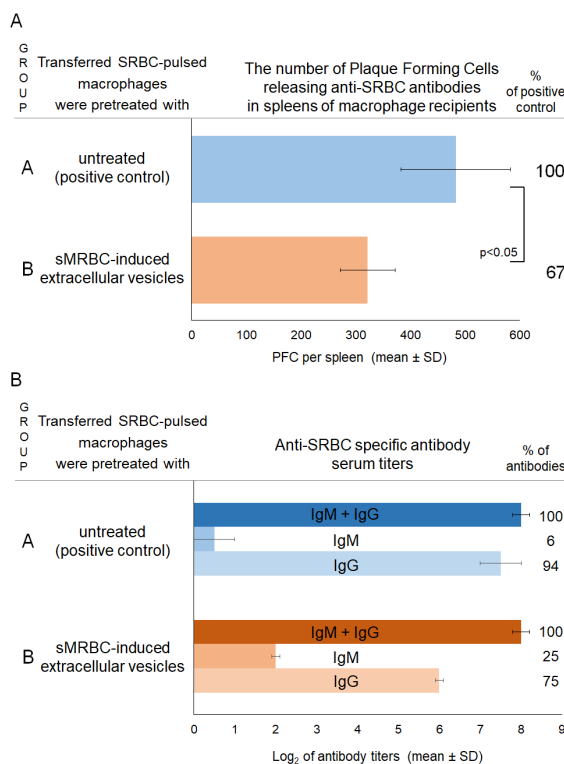 A
GROUP
Transferred SRBC-pulsed
macrophages
were pretreated with
The number of Plaque Forming Cells
releasing anti-SRBC antibodies
in spleens of macrophage recipients
%
of positive
control
A
untreated
(positive control)
100
p<0.05
B
sMRBC-induced
extracellular vesicles
67
0 100 200 300 400 500 600
PFC per spleen (mean ± SD)
B
GROUP
Transferred SRBC-pulsed
macrophages
were pretreated with
Anti-SRBC specific antibody
serum titers
% of
antibodies
A
untreated
(positive control)
IgM + IgG 100
IgM 6
IgG 94
B
sMRBC-induced
extracellular vesicles
IgM + IgG 100
IgM 25
IgG 75
0 1 2 3 4 5 6 7 8 9
Log₂ of antibody titers (mean ± SD)